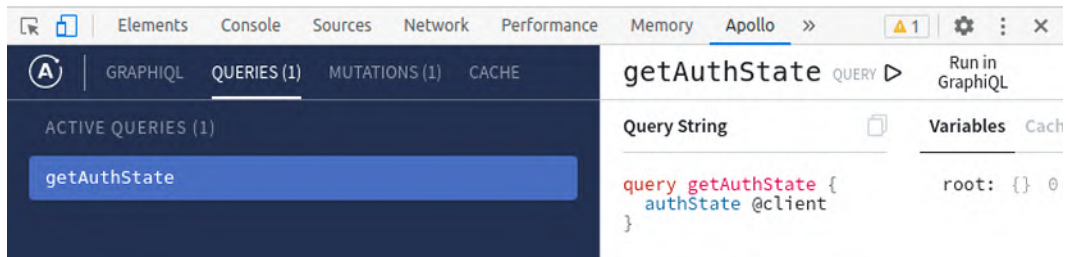 Elements Console Sources Network Performance Memory Apollo » 1
A GRAPHIQL QUERIES (1) MUTATIONS (1) CACHE
ACTIVE QUERIES (1)
getAuthState
getAuthState QUERY Run in
GraphiQL
Query String Variables Cach
query getAuthState {
authState @client
}
root: {} 0